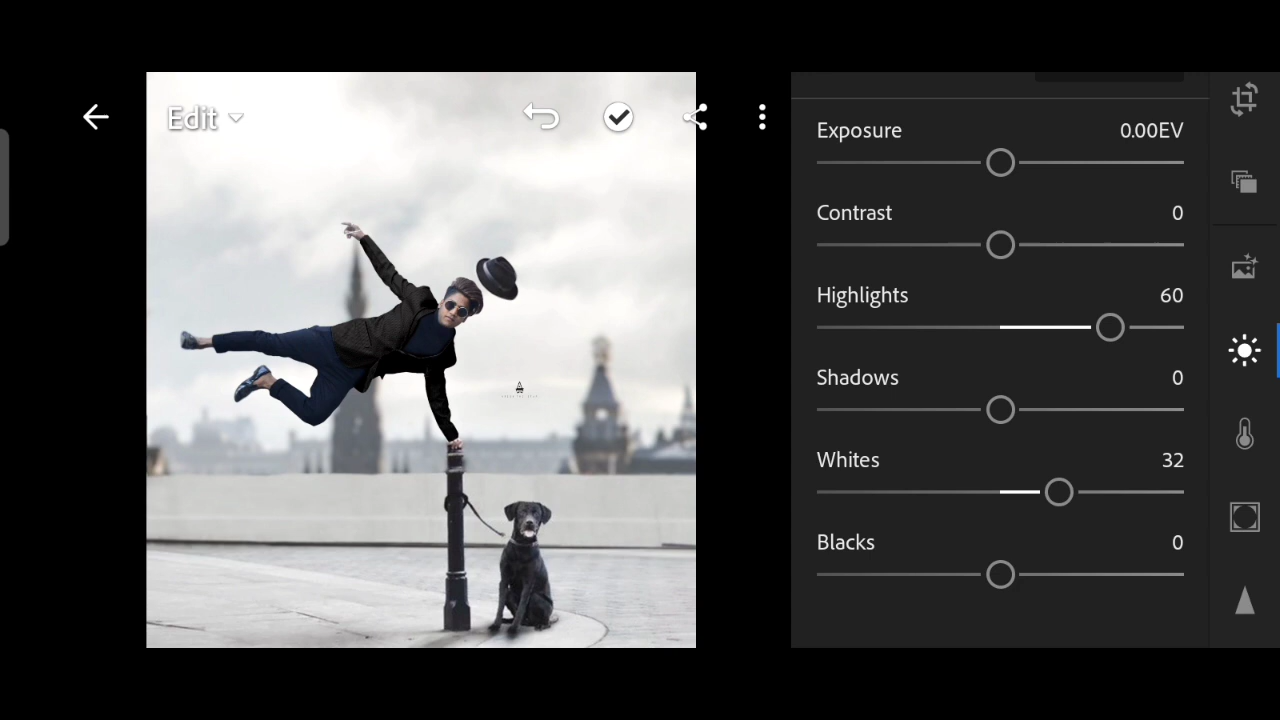 Edit
Exposure 0.00EV
Contrast 0
Highlights 60
Shadows 0
Whites 32
Blacks 0